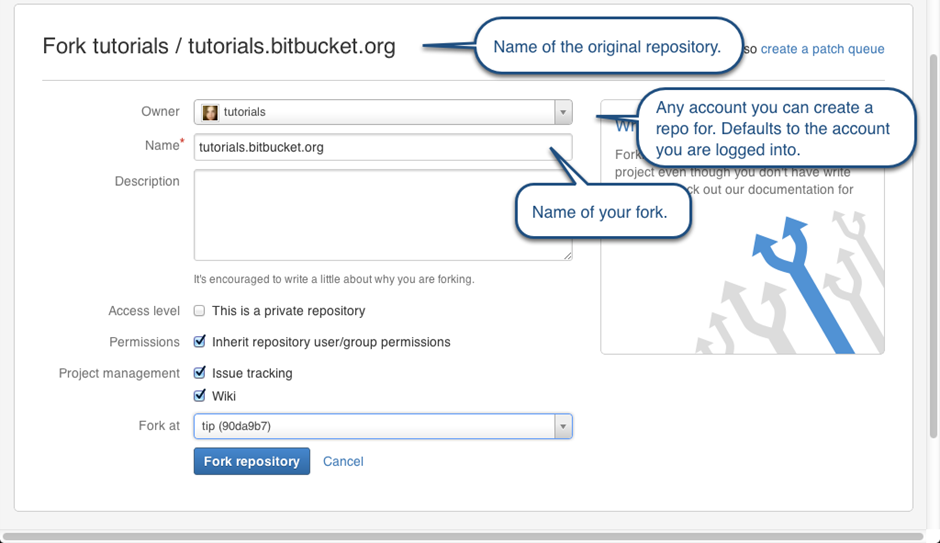 Fork tutorials / tutorials.bitbucket.org
Name of the original repository.
so create a patch queue
Owner
tutorials
Any account you can create a
repo for. Defaults to the account
you are logged into.
Name*
tutorials.bitbucket.org
Wh
Fork
project even though you don't have write
ck out our documentation for
Description
Name of your fork.
It's encouraged to write a little about why you are forking.
Access level
This is a private repository
Permissions
Inherit repository user/group permissions
Project management
Issue tracking
Wiki
Fork at
tip (90da9b7)
Fork repository
Cancel